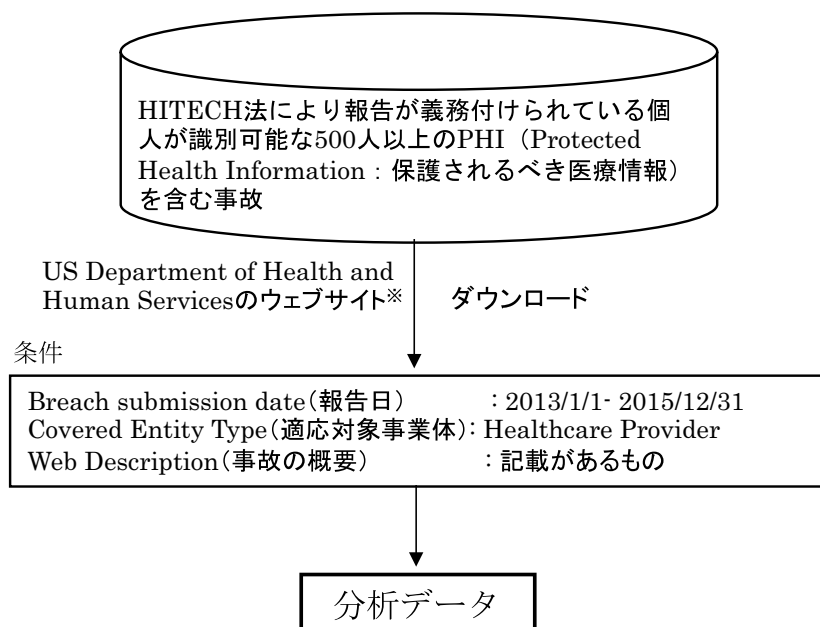 HITECH法により報告が義務付けられている個
人が識別可能な500人以上のPHI（Protected
Health Information：保護されるべき医療情報）
を含む事故
US Department of Health and
Human Servicesのウェブサイト※
ダウンロード
条件
Breach submission date（報告日）　　　：2013/1/1- 2015/12/31
Covered Entity Type（適応対象事業体）：Healthcare Provider
Web Description（事故の概要）　　　　：記載があるもの
分析データ